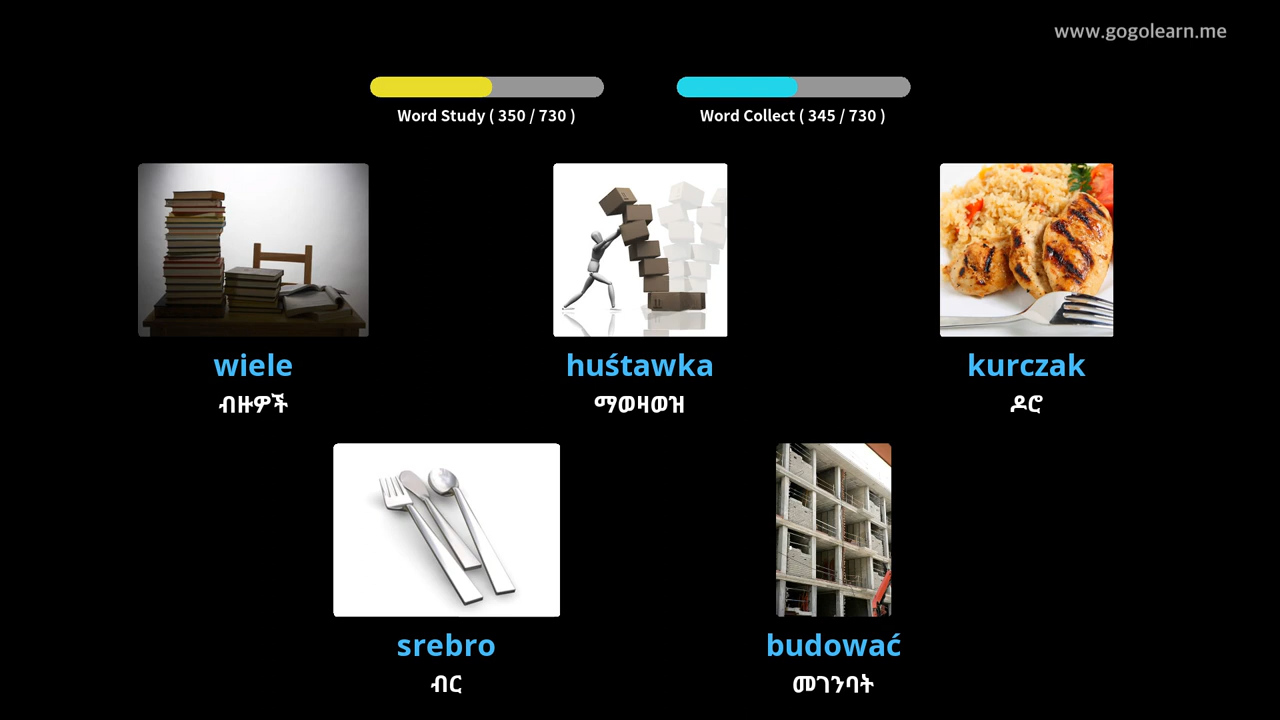 www.gogolearn.me
Word Study ( 350 / 730 )
Word Collect ( 345 / 730 )
wiele
ብዙዎች
huśtawka
ማወዛወዝ
kurczak
ዶሮ
srebro
ብር
budować
መገንባት